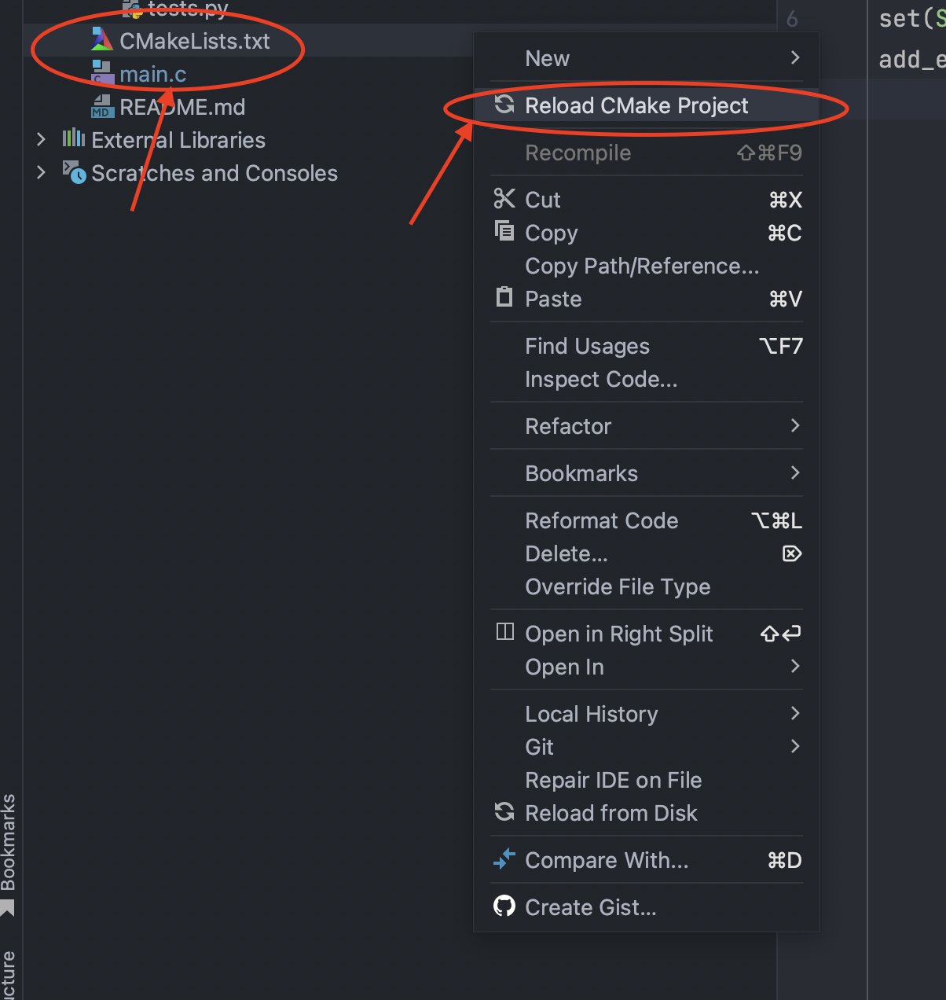 tests.py
CMakeLists.txt
main.c
README.md
External Libraries
Scratches and Consoles
6
set(S
add_e
New
Reload CMake Project
Recompile ⇧⌘F9
Cut ⌘X
Copy ⌘C
Copy Path/Reference...
Paste ⌘V
Find Usages ⌥F7
Inspect Code...
Refactor
Bookmarks
Reformat Code ⌥⌘L
Delete... ⌦
Override File Type
Open in Right Split ⇧↩
Open In
Local History
Git
Repair IDE on File
Reload from Disk
Compare With... ⌘D
Create Gist...
Bookmarks
ucture